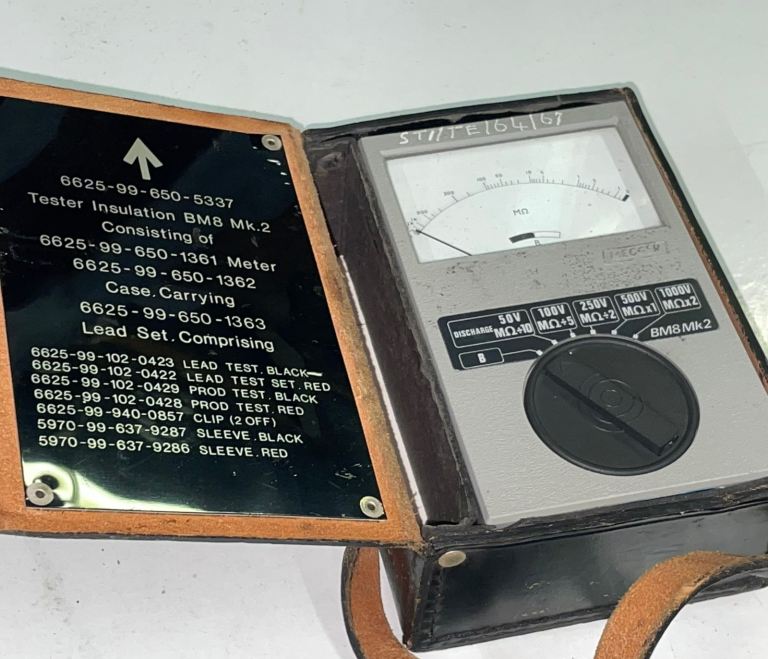 6625-99-650-5337
Tester Insulation BM8 Mk.2
Consisting of
6625-99-650-1361 Meter
6625-99-650-1362
Case.Carrying
6625-99-650-1363
Lead Set.Comprising
6625-99-102-0423 LEAD TEST.BLACK
6625-99-102-0422 LEAD TEST SET.RED
6625-99-102-0429 PROD TEST.BLACK
6625-99-102-0428 PROD TEST.RED
6625-99-940-0857 CLIP (2 OFF)
5970-99-637-9287 SLEEVE.BLACK
5970-99-637-9286 SLEEVE.RED
MΩ
B
MEGGER
DISCHARGE 50V 100V 250V 500V 1000V
MΩ÷10 MΩ÷5 MΩ÷2 MΩx1 MΩx2
B
BM8 Mk2